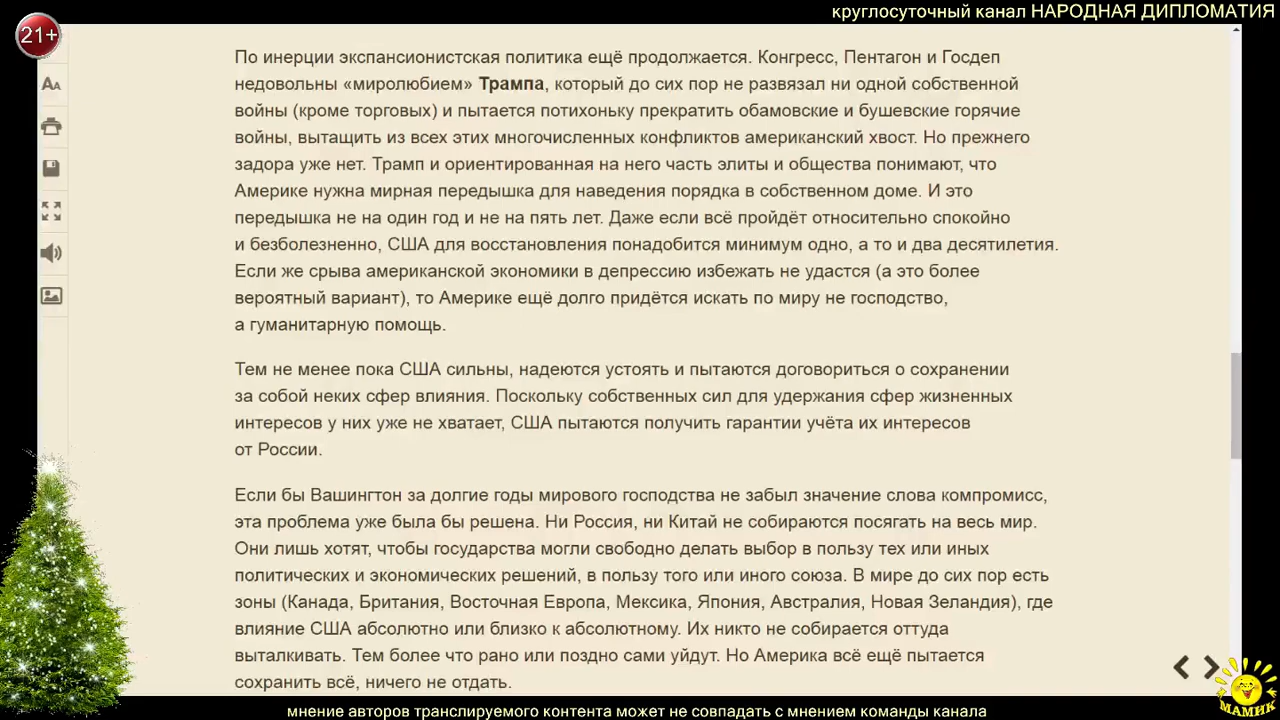 круглосуточный канал НАРОДНАЯ ДИПЛОМАТИЯ
21+
По инерции экспансионистская политика ещё продолжается. Конгресс, Пентагон и Госдеп
недовольны «миролюбием» Трампа, который до сих пор не развязал ни одной собственной
войны (кроме торговых) и пытается потихоньку прекратить обамовские и бушевские горячие
войны, вытащить из всех этих многочисленных конфликтов американский хвост. Но прежнего
задора уже нет. Трамп и ориентированная на него часть элиты и общества понимают, что
Америке нужна мирная передышка для наведения порядка в собственном доме. И это
передышка не на один год и не на пять лет. Даже если всё пройдёт относительно спокойно
и безболезненно, США для восстановления понадобится минимум одно, а то и два десятилетия.
Если же срыва американской экономики в депрессию избежать не удастся (а это более
вероятный вариант), то Америке ещё долго придётся искать по миру не господство,
а гуманитарную помощь.
Тем не менее пока США сильны, надеются устоять и пытаются договориться о сохранении
за собой неких сфер влияния. Поскольку собственных сил для удержания сфер жизненных
интересов у них уже не хватает, США пытаются получить гарантии учёта их интересов
от России.
Если бы Вашингтон за долгие годы мирового господства не забыл значение слова компромисс,
эта проблема уже была бы решена. Ни Россия, ни Китай не собираются посягать на весь мир.
Они лишь хотят, чтобы государства могли свободно делать выбор в пользу тех или иных
политических и экономических решений, в пользу того или иного союза. В мире до сих пор есть
зоны (Канада, Британия, Восточная Европа, Мексика, Япония, Австралия, Новая Зеландия), где
влияние США абсолютно или близко к абсолютному. Их никто не собирается оттуда
выталкивать. Тем более что рано или поздно сами уйдут. Но Америка всё ещё пытается
сохранить всё, ничего не отдать.
МАМИК
мнение авторов транслируемого контента может не совпадать с мнением команды канала